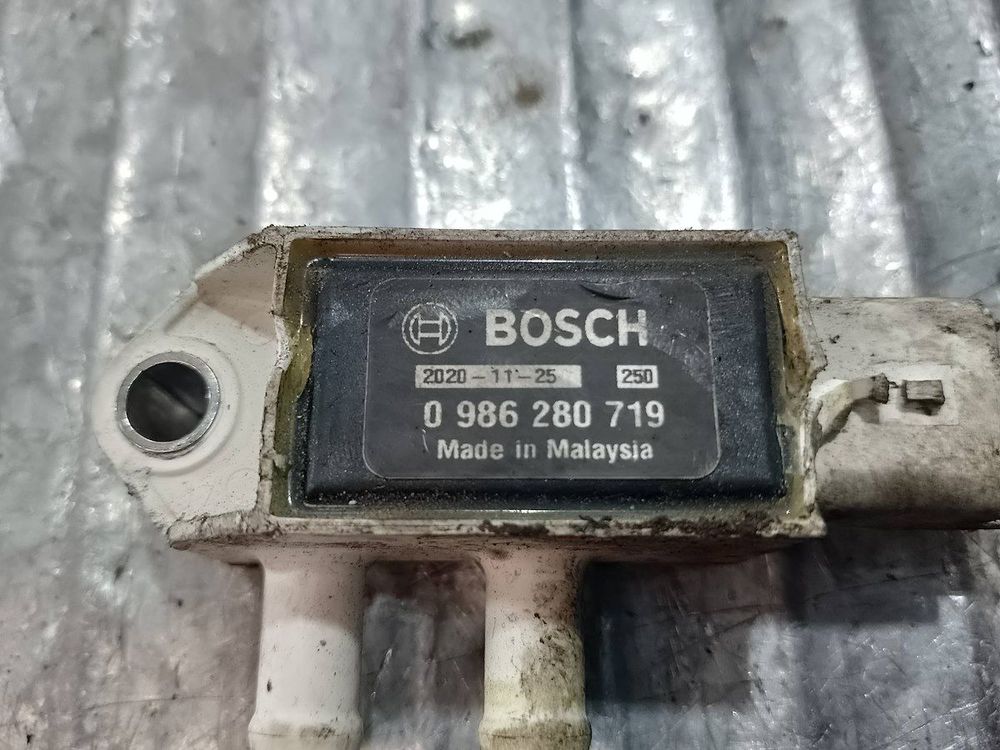 BOSCH
2020-11-25 250
0 986 280 719
Made in Malaysia